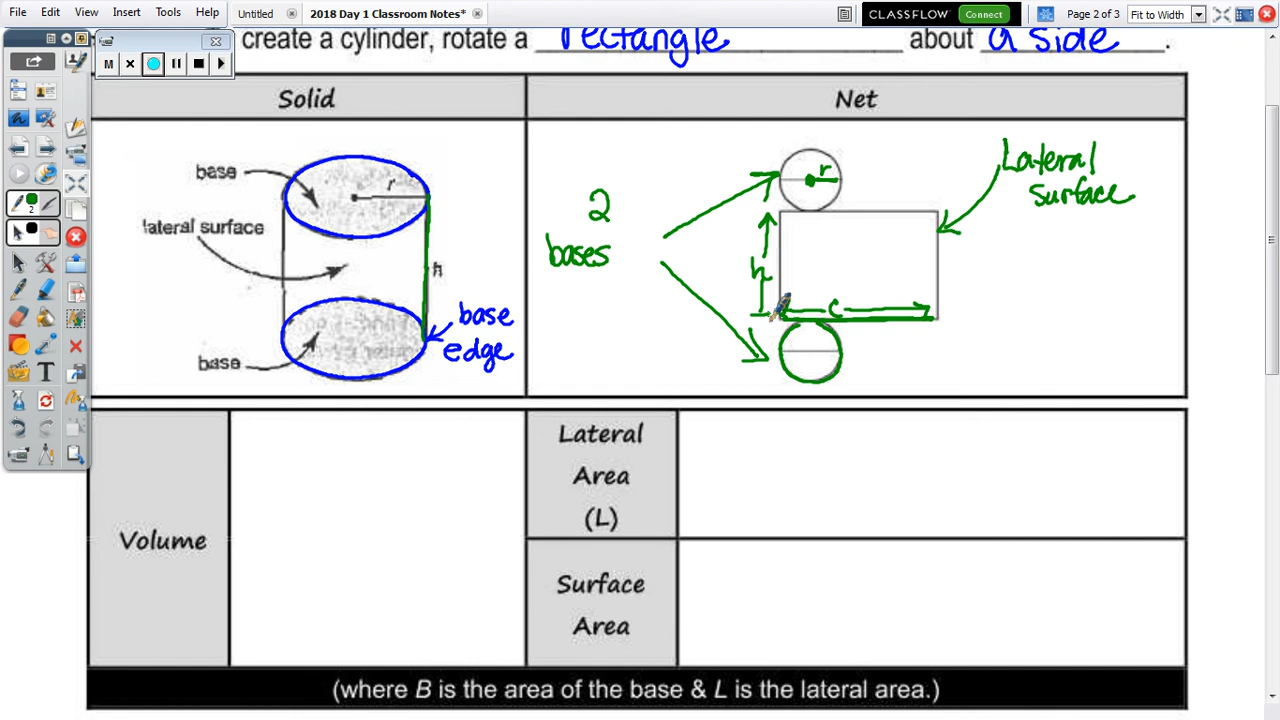 File Edit View Insert Tools Help
Untitled
2018 Day 1 Classroom Notes*
CLASSFLOW Connect
Page 2 of 3
Fit to Width
create a cylinder, rotate a rectangle about a side.
M
Solid
Net
base
r
lateral surface
h
base
base
edge
2
bases
r
Lateral
surface
h
c
2
T
Volume
Lateral
Area
(L)
Surface
Area
(where B is the area of the base & L is the lateral area.)